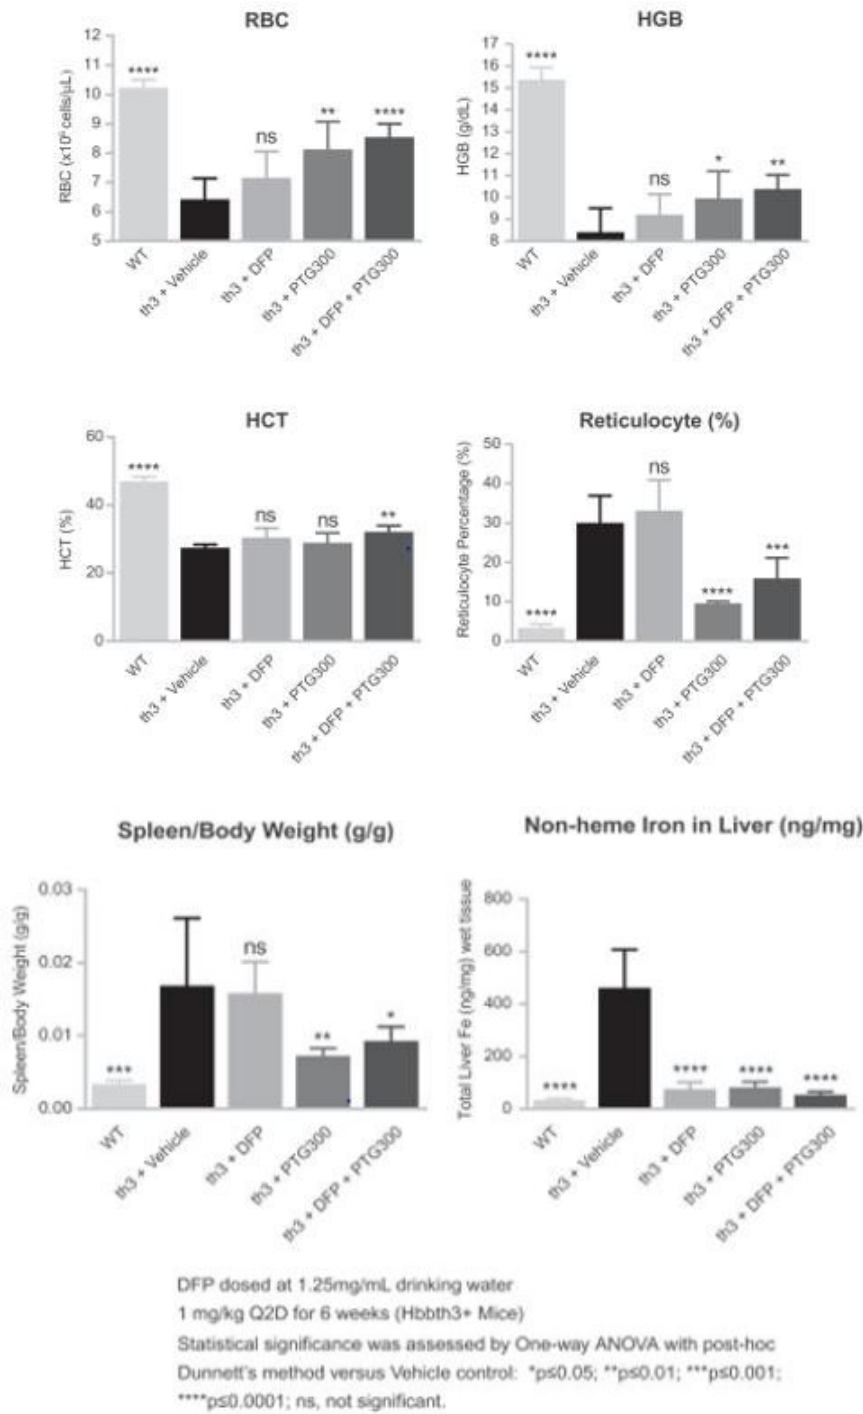 RBC
RBC (x10⁶ cells/µL)
12
11
10
9
8
7
6
5
****
ns
**
****
WT
th3 + Vehicle
th3 + DFP
th3 + PTG300
th3 + DFP + PTG300
HGB
HGB (g/dL)
17
16
15
14
13
12
11
10
9
8
****
ns
*
**
WT
th3 + Vehicle
th3 + DFP
th3 + PTG300
th3 + DFP + PTG300
HCT
HCT (%)
60
40
20
0
****
ns
ns
**
WT
th3 + Vehicle
th3 + DFP
th3 + PTG300
th3 + DFP + PTG300
Reticulocyte (%)
Reticulocyte Percentage (%)
50
40
30
20
10
0
****
ns
****
***
WT
th3 + Vehicle
th3 + DFP
th3 + PTG300
th3 + DFP + PTG300
Spleen/Body Weight (g/g)
Spleen/Body Weight (g/g)
0.03
0.02
0.01
0.00
***
ns
**
*
WT
th3 + Vehicle
th3 + DFP
th3 + PTG300
th3 + DFP + PTG300
Non-heme Iron in Liver (ng/mg)
Total Liver Fe (ng/mg) wet tissue
800
600
400
200
0
****
****
****
****
WT
th3 + Vehicle
th3 + DFP
th3 + PTG300
th3 + DFP + PTG300
DFP dosed at 1.25mg/mL drinking water
1 mg/kg Q2D for 6 weeks (Hbbth3+ Mice)
Statistical significance was assessed by One-way ANOVA with post-hoc
Dunnett's method versus Vehicle control: *p≤0.05; **p≤0.01; ***p≤0.001;
****p≤0.0001; ns, not significant.